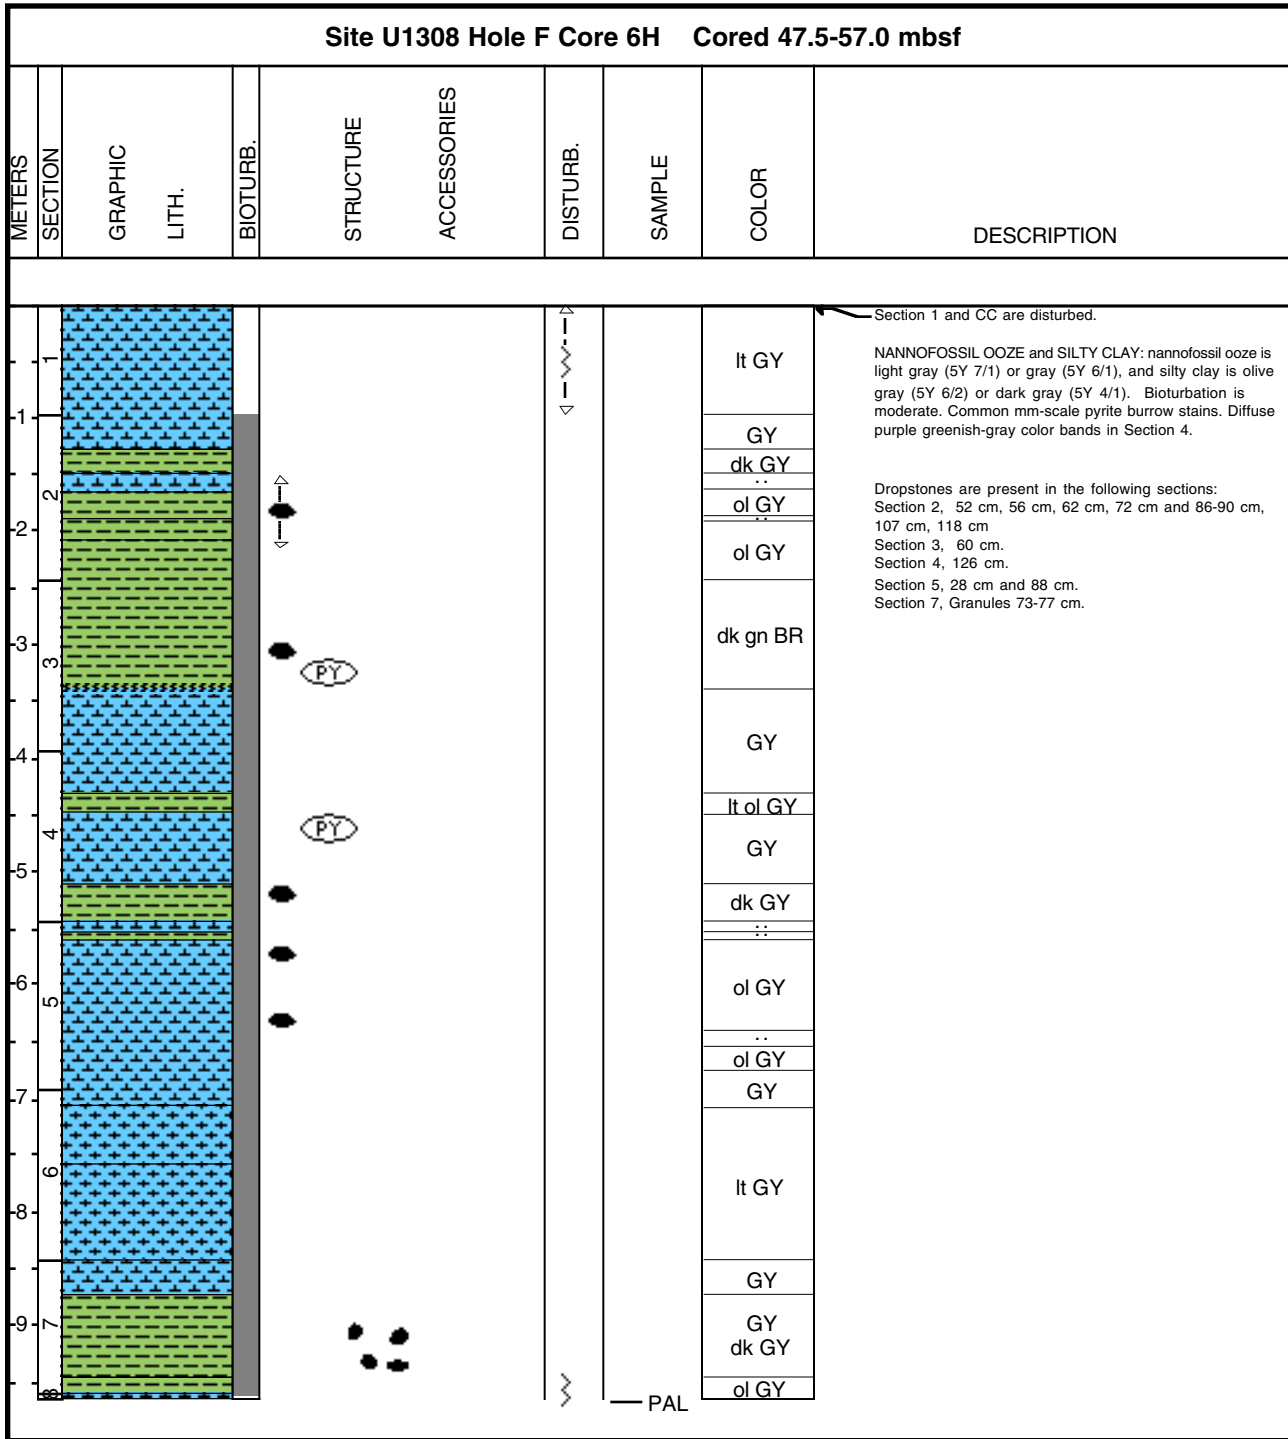 Site U1308 Hole F Core 6H Cored 47.5-57.0 mbsf
METERS
SECTION
GRAPHIC
LITH.
BIOTURB.
STRUCTURE
ACCESSORIES
DISTURB.
SAMPLE
COLOR
DESCRIPTION
1
2
3
4
5
6
7
8
9
1
2
3
4
5
6
7
8
PY
PY
PAL
lt GY
GY
dk GY
. .
ol GY
. .
ol GY
dk gn BR
GY
lt ol GY
GY
dk GY
. .
. .
ol GY
. .
ol GY
GY
lt GY
GY
GY
dk GY
ol GY
Section 1 and CC are disturbed.
NANNOFOSSIL OOZE and SILTY CLAY: nannofossil ooze is
light gray (5Y 7/1) or gray (5Y 6/1), and silty clay is olive
gray (5Y 6/2) or dark gray (5Y 4/1). Bioturbation is
moderate. Common mm-scale pyrite burrow stains. Diffuse
purple greenish-gray color bands in Section 4.
Dropstones are present in the following sections:
Section 2, 52 cm, 56 cm, 62 cm, 72 cm and 86-90 cm,
107 cm, 118 cm
Section 3, 60 cm.
Section 4, 126 cm.
Section 5, 28 cm and 88 cm.
Section 7, Granules 73-77 cm.